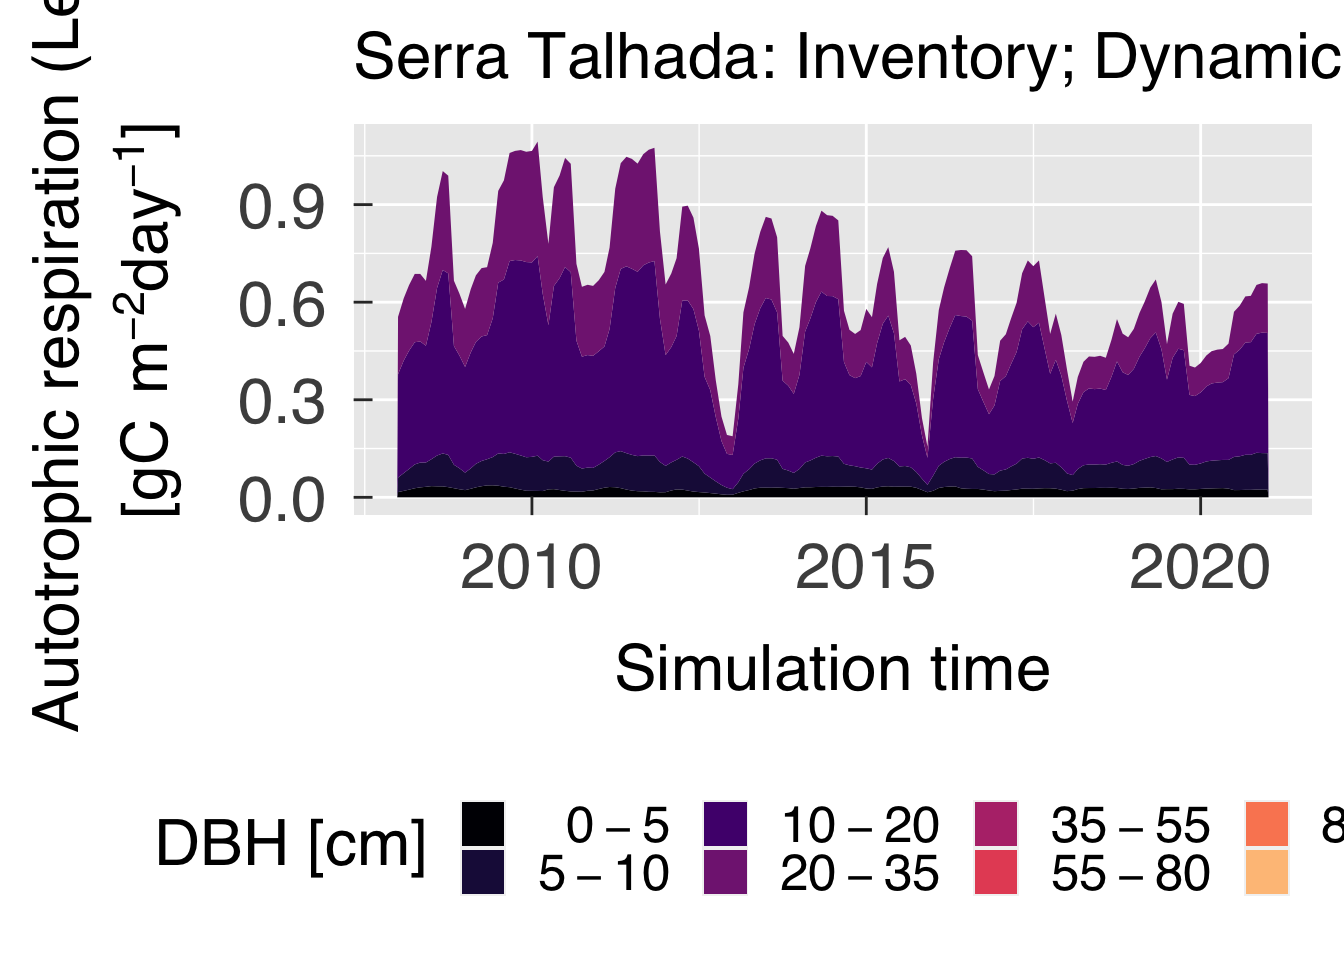 Serra Talhada: Inventory; Dynamic
Autotrophic respiration (Le
[gC m⁻²day⁻¹]
0.9
0.6
0.3
0.0
2010 2015 2020
Simulation time
DBH [cm]
0 – 5 10 – 20 35 – 55 8
5 – 10 20 – 35 55 – 80